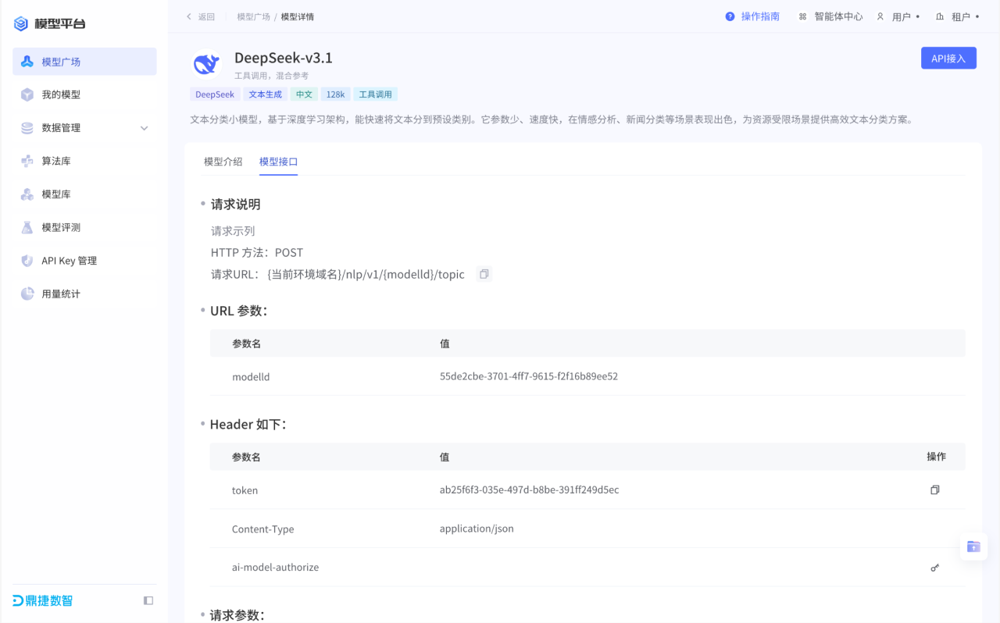 模型平台
模型广场
我的模型
数据管理
算法库
模型库
模型评测
API Key 管理
用量统计
鼎捷数智
返回 模型广场 / 模型详情
操作指南 智能体中心 用户 • 租户 •
DeepSeek-v3.1
工具调用，混合参考
API接入
DeepSeek 文本生成 中文 128k 工具调用
文本分类小模型，基于深度学习架构，能快速将文本分到预设类别。它参数少、速度快，在情感分析、新闻分类等场景表现出色，为资源受限场景提供高效文本分类方案。
模型介绍 模型接口
• 请求说明
请求示列
HTTP 方法：POST
请求URL： {当前环境域名}/nlp/v1/{modelId}/topic
• URL 参数：
参数名 值
modelId 55de2cbe-3701-4ff7-9615-f2f16b89ee52
• Header 如下：
参数名 值 操作
token ab25f6f3-035e-497d-b8be-391ff249d5ec
Content-Type application/json
ai-model-authorize
• 请求参数：